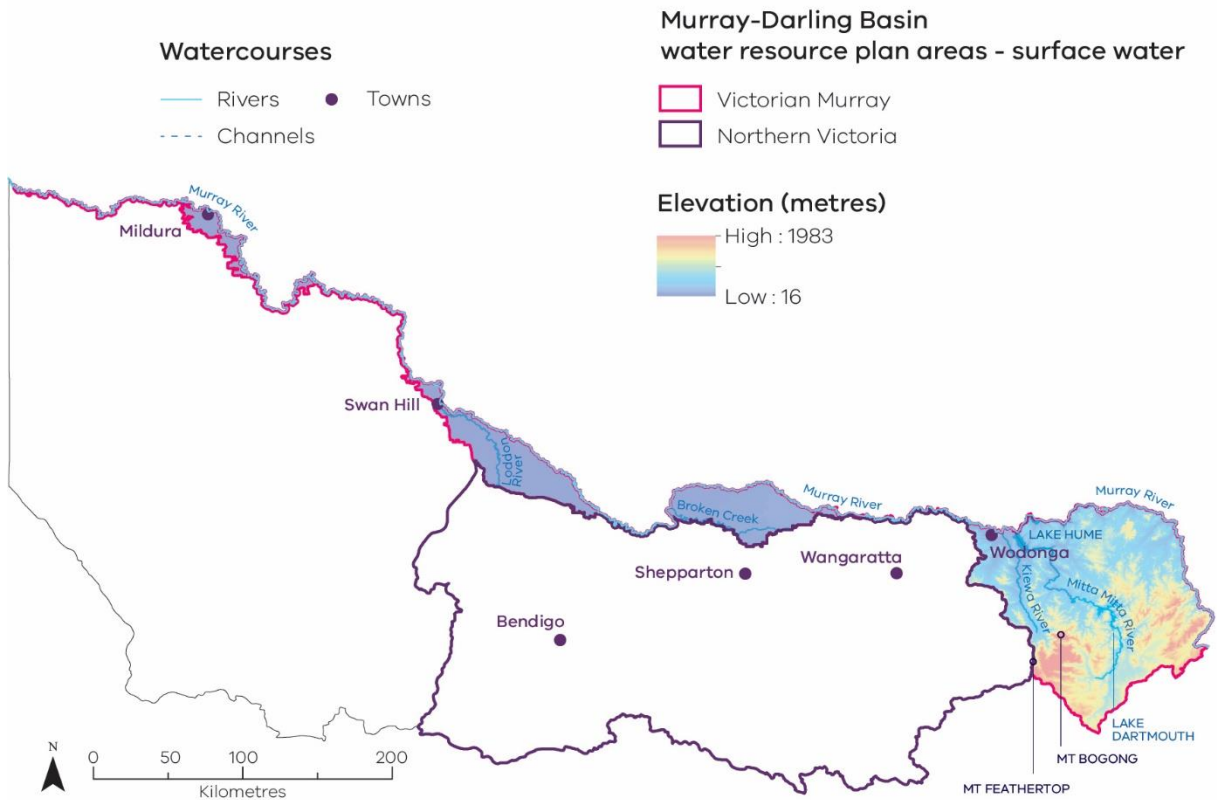 Watercourses
Rivers
Towns
Channels
Murray-Darling Basin
water resource plan areas - surface water
Victorian Murray
Northern Victoria
Elevation (metres)
High : 1983
Low : 16
Murray River
Mildura
Swan Hill
Loddon
River
Broken Creek
Murray River
Murray River
LAKE HUME
Wodonga
Kiewa River
Mitta Mitta River
Shepparton
Wangaratta
Bendigo
LAKE
DARTMOUTH
MT BOGONG
MT FEATHERTOP
N
0 50 100 200
Kilometres